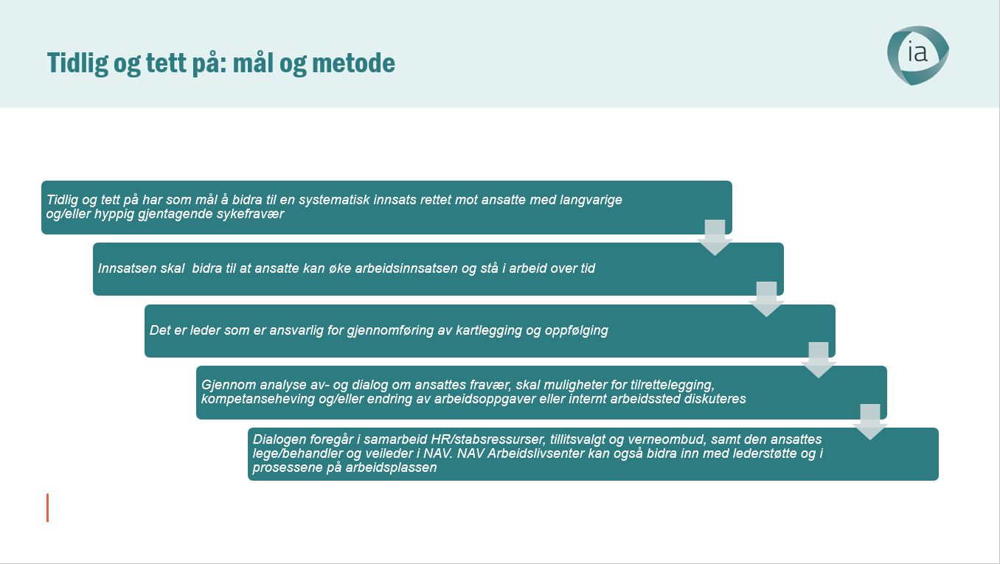 Tidlig og tett på: mål og metode
ia
Tidlig og tett på har som mål å bidra til en systematisk innsats rettet mot ansatte med langvarige
og/eller hyppig gjentagende sykefravær
Innsatsen skal  bidra til at ansatte kan øke arbeidsinnsatsen og stå i arbeid over tid
Det er leder som er ansvarlig for gjennomføring av kartlegging og oppfølging
Gjennom analyse av- og dialog om ansattes fravær, skal muligheter for tilrettelegging,
kompetanseheving og/eller endring av arbeidsoppgaver eller internt arbeidssted diskuteres
Dialogen foregår i samarbeid HR/stabsressurser, tillitsvalgt og verneombud, samt den ansattes
lege/behandler og veileder i NAV. NAV Arbeidslivsenter kan også bidra inn med lederstøtte og i
prosessene på arbeidsplassen